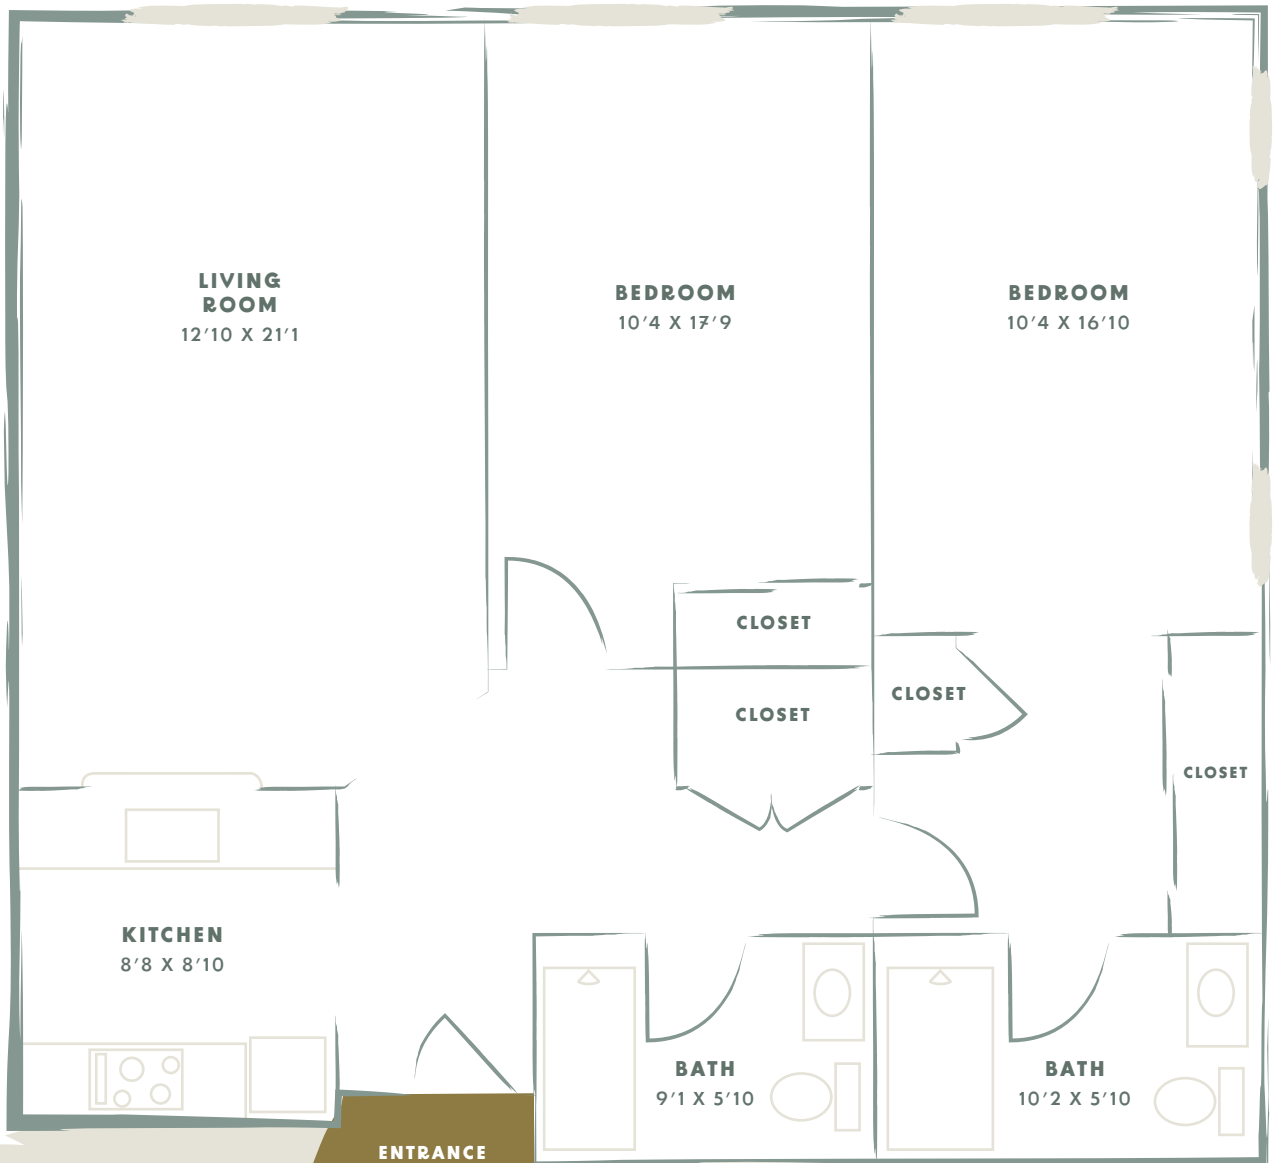 LIVING
ROOM
12'10 X 21'1
BEDROOM
10'4 X 17'9
BEDROOM
10'4 X 16'10
CLOSET
CLOSET
CLOSET
CLOSET
KITCHEN
8'8 X 8'10
BATH
9'1 X 5'10
BATH
10'2 X 5'10
ENTRANCE